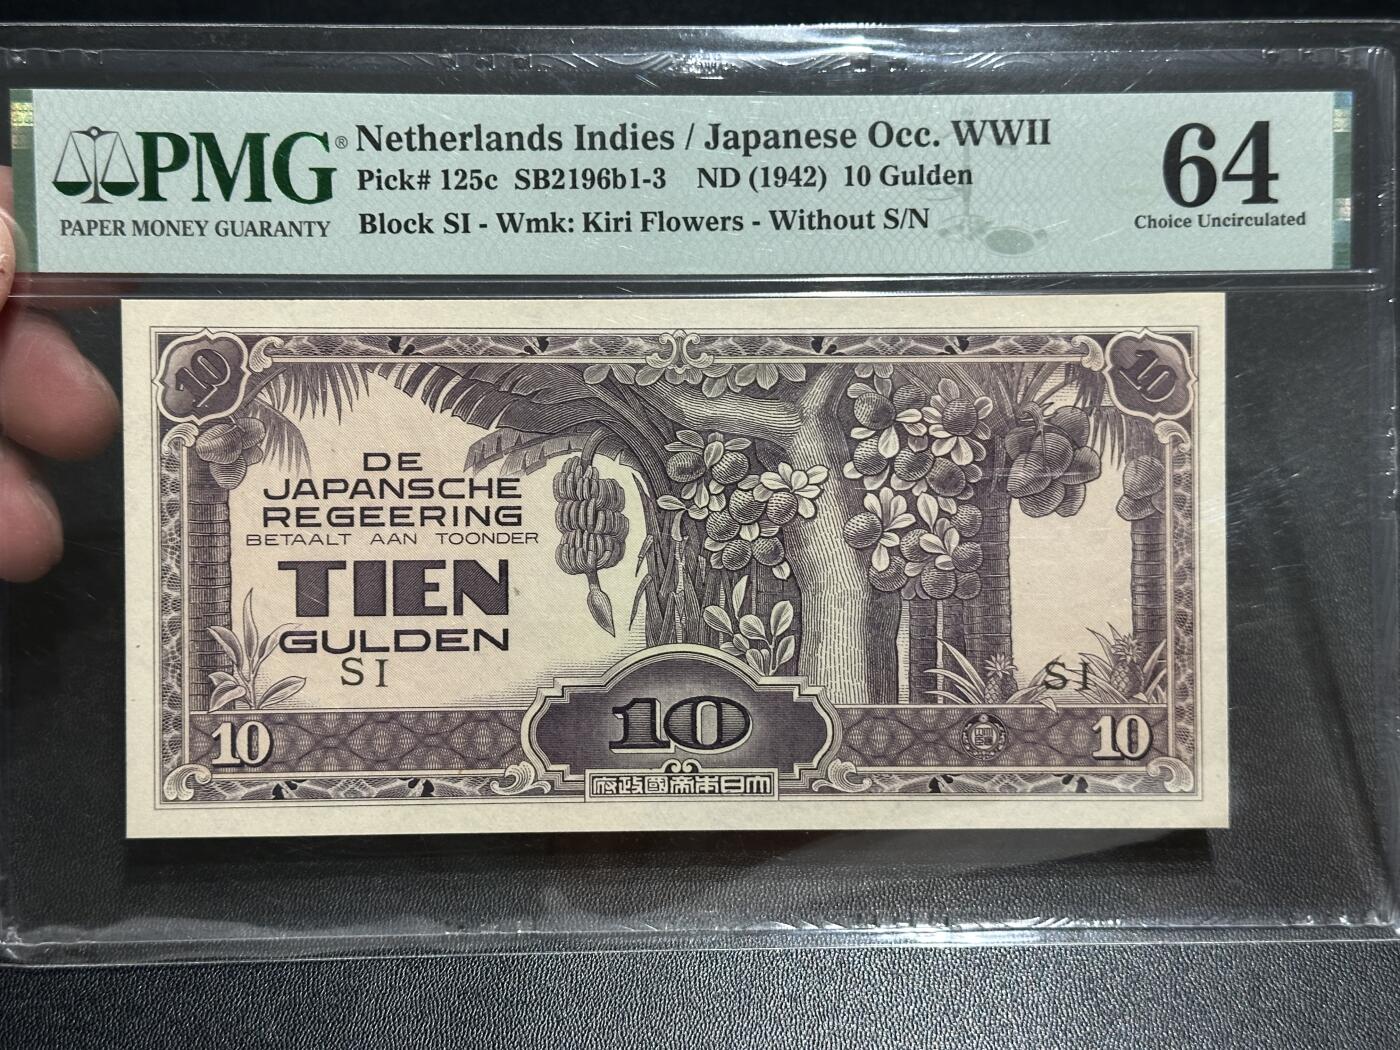 PMG®
PAPER MONEY GUARANTY
Netherlands Indies / Japanese Occ. WWII
Pick# 125c SB2196b1-3 ND (1942) 10 Gulden
Block SI - Wmk: Kiri Flowers - Without S/N
64
Choice Uncirculated
10
10
DE
JAPANSCHE
REGEERING
BETAALT AAN TOONDER
TIEN
GULDEN
SI
SI
10
10
10
府政國帝本日大